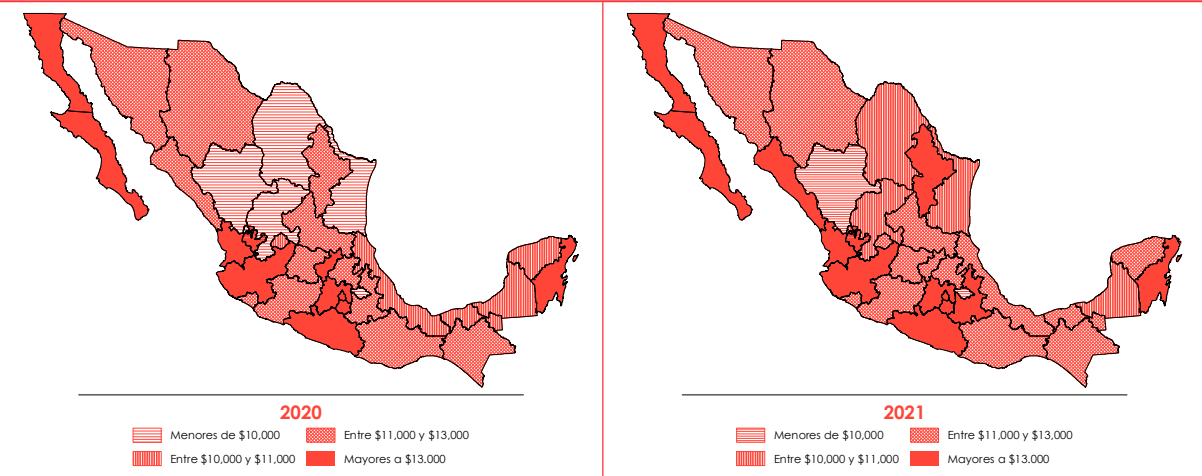 2020
Menores de $10,000
Entre $11,000 y $13,000
Entre $10,000 y $11,000
Mayores a $13.000
2021
Menores de $10,000
Entre $11,000 y $13,000
Entre $10,000 y $11,000
Mayores a $13.000